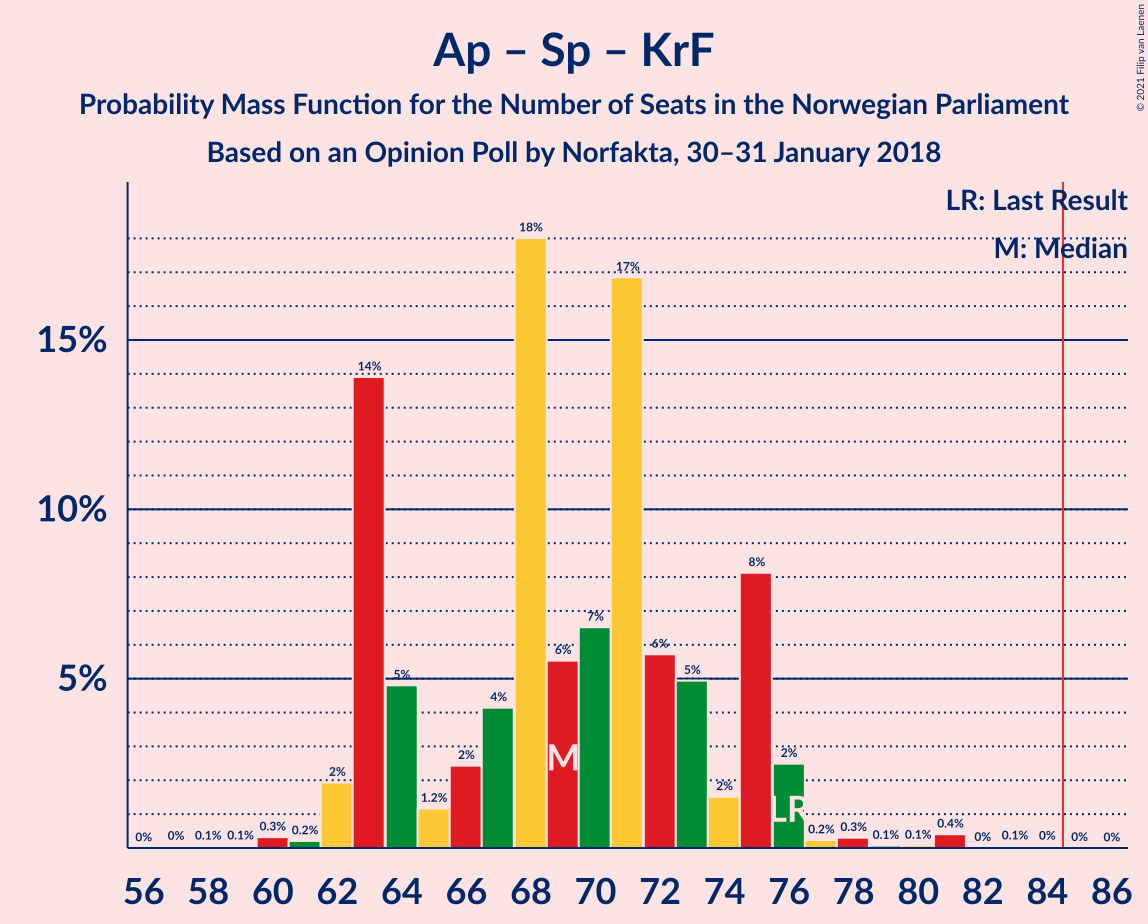 Ap – Sp – KrF
Probability Mass Function for the Number of Seats in the Norwegian Parliament
Based on an Opinion Poll by Norfakta, 30–31 January 2018
© 2021 Filip van Laenen
LR: Last Result
M: Median
15%
10%
5%
0% 0% 0.1% 0.1% 0.3% 0.2% 2% 14% 5% 1.2% 2% 4% 18% 6% 7% 17% 6% 5% 2% 8% 2% 0.2% 0.3% 0.1% 0.1% 0.4% 0% 0.1% 0% 0% 0%
M
LR
56 58 60 62 64 66 68 70 72 74 76 78 80 82 84 86